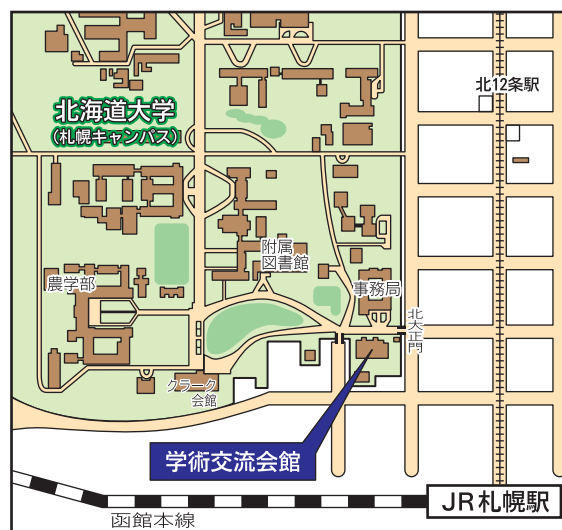 北12条駅
北海道大学
(札幌キャンパス)
附属
図書館
農学部
事務局
北大正門
クラーク
会館
学術交流会館
JR札幌駅
函館本線